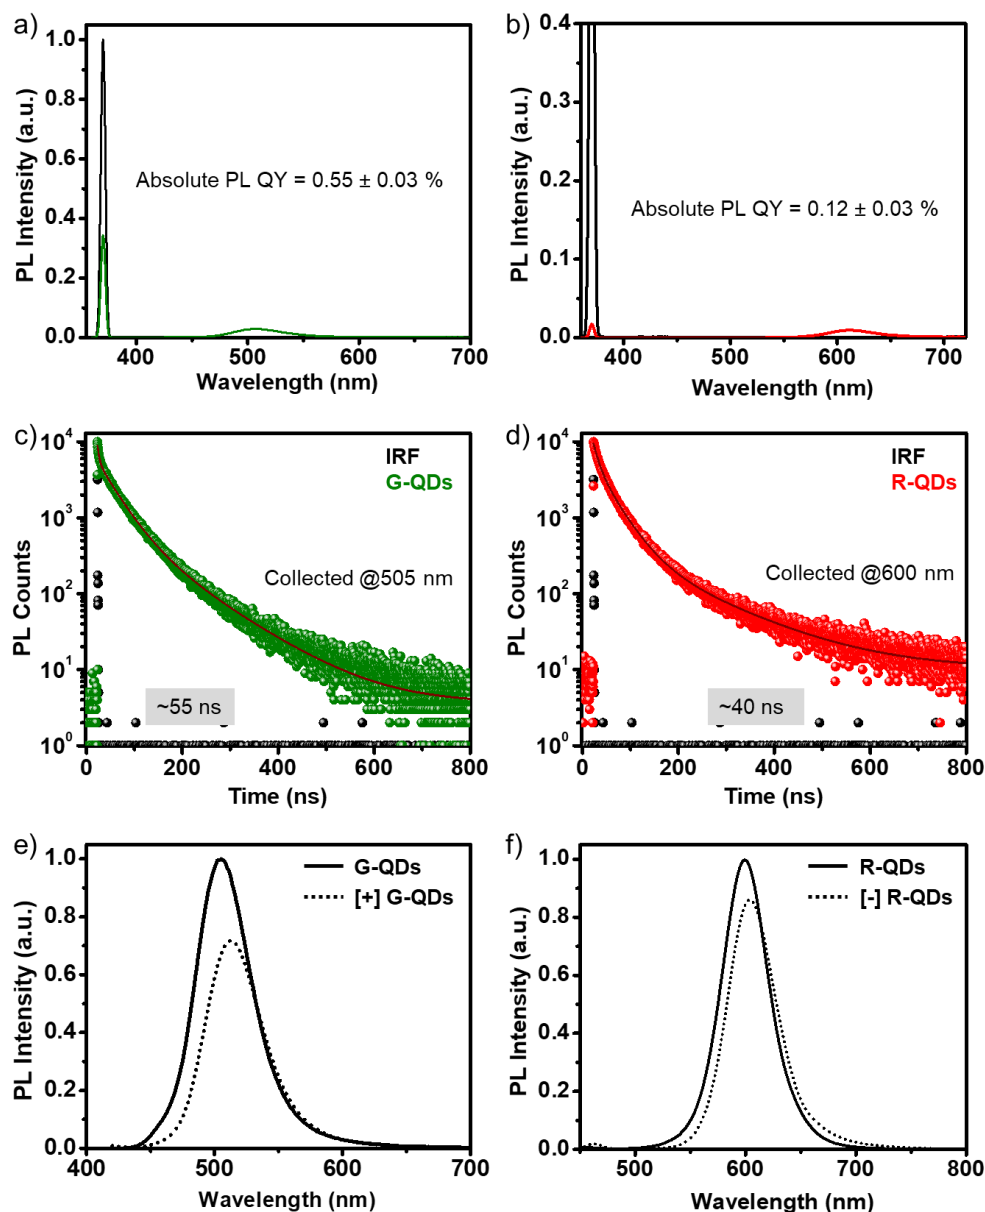 a)
1.0
0.8
0.6
0.4
0.2
0.0
PL Intensity (a.u.)
Absolute PL QY = 0.55 ± 0.03 %
400 500 600 700
Wavelength (nm)
b)
0.4
0.3
0.2
0.1
0.0
PL Intensity (a.u.)
Absolute PL QY = 0.12 ± 0.03 %
400 500 600 700
Wavelength (nm)
c)
10⁴
10³
10²
10¹
10⁰
PL Counts
IRF
G-QDs
Collected @505 nm
~55 ns
0 200 400 600 800
Time (ns)
d)
10⁴
10³
10²
10¹
10⁰
PL Counts
IRF
R-QDs
Collected @600 nm
~40 ns
0 200 400 600 800
Time (ns)
e)
1.0
0.8
0.6
0.4
0.2
0.0
PL Intensity (a.u.)
G-QDs
[+] G-QDs
400 500 600 700
Wavelength (nm)
f)
1.0
0.8
0.6
0.4
0.2
0.0
PL Intensity (a.u.)
R-QDs
[-] R-QDs
500 600 700 800
Wavelength (nm)